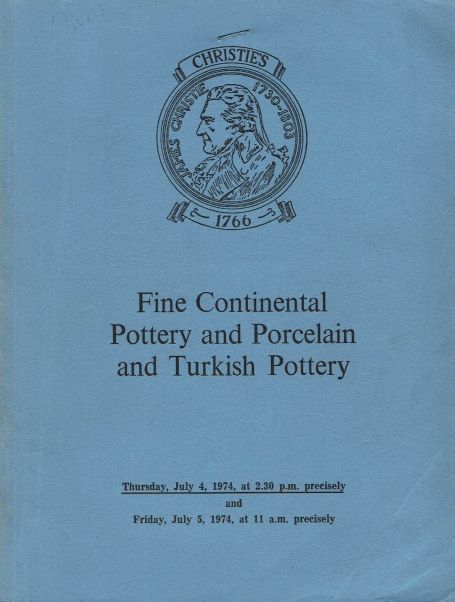 CHRISTIE'S
JAMES CHRISTIE 1730-1803
1766
Fine Continental
Pottery and Porcelain
and Turkish Pottery
Thursday, July 4, 1974, at 2.30 p.m. precisely
and
Friday, July 5, 1974, at 11 a.m. precisely